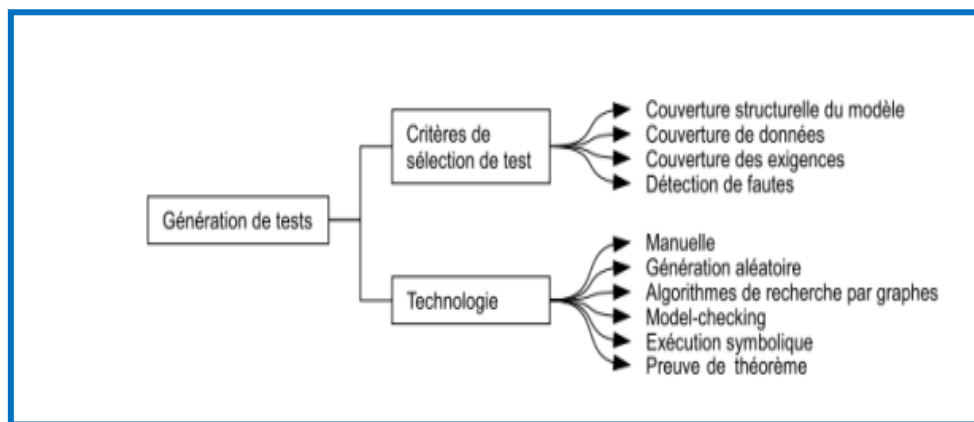 Génération de tests
Critères de
sélection de test
Couverture structurelle du modèle
Couverture de données
Couverture des exigences
Détection de fautes
Technologie
Manuelle
Génération aléatoire
Algorithmes de recherche par graphes
Model-checking
Exécution symbolique
Preuve de théorème